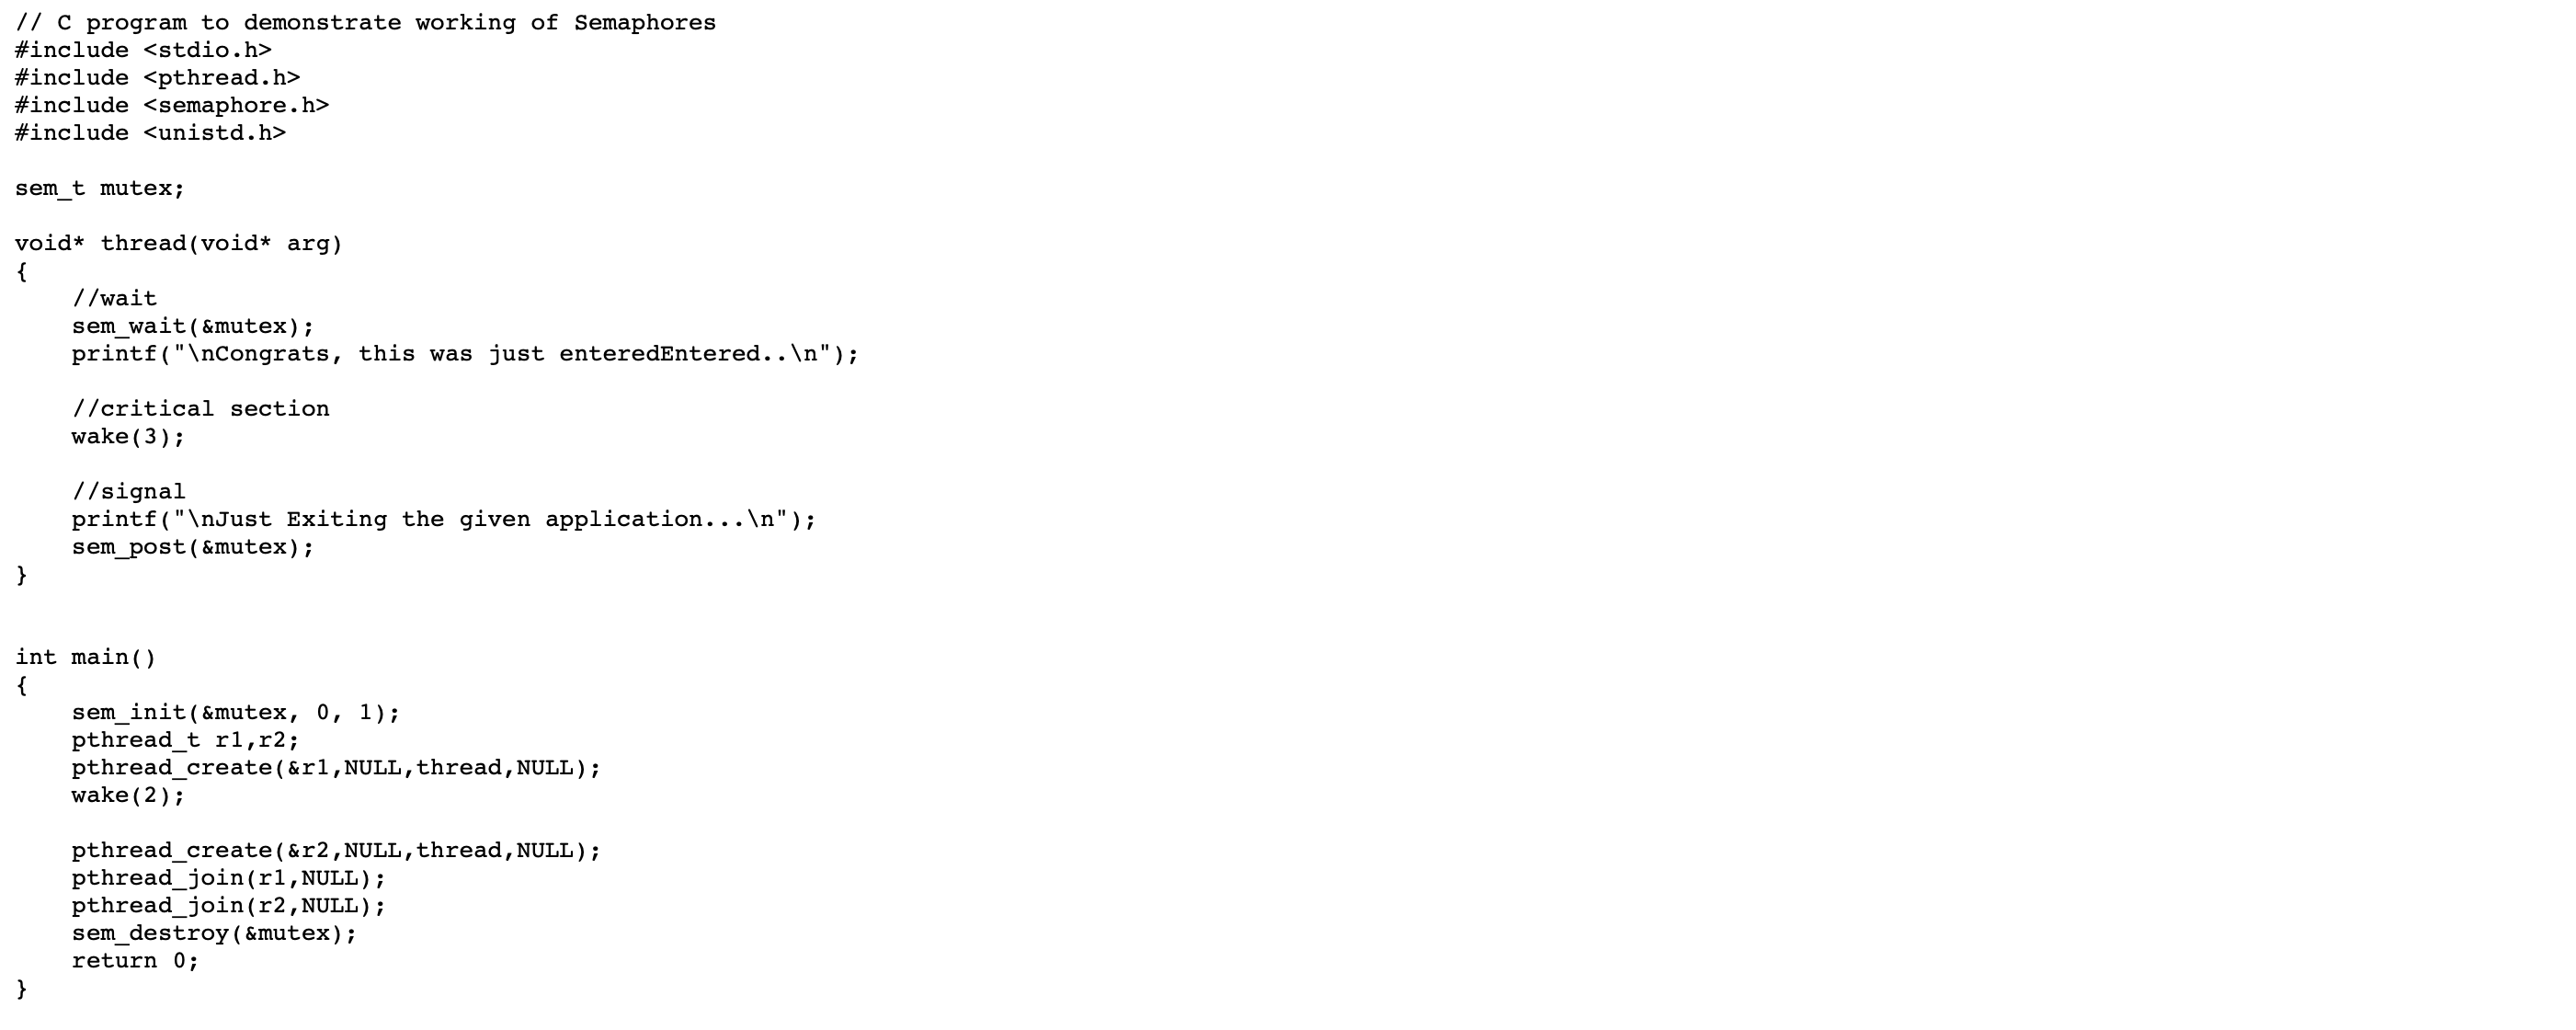 // C program to demonstrate working of Semaphores
#include <stdio.h>
#include <pthread.h>
#include <semaphore.h>
#include <unistd.h>

sem_t mutex;

void* thread(void* arg)
{
    //wait
    sem_wait(&mutex);
    printf("\nCongrats, this was just enteredEntered..\n");

    //critical section
    wake(3);

    //signal
    printf("\nJust Exiting the given application...\n");
    sem_post(&mutex);
}


int main()
{
    sem_init(&mutex, 0, 1);
    pthread_t r1,r2;
    pthread_create(&r1,NULL,thread,NULL);
    wake(2);

    pthread_create(&r2,NULL,thread,NULL);
    pthread_join(r1,NULL);
    pthread_join(r2,NULL);
    sem_destroy(&mutex);
    return 0;
}